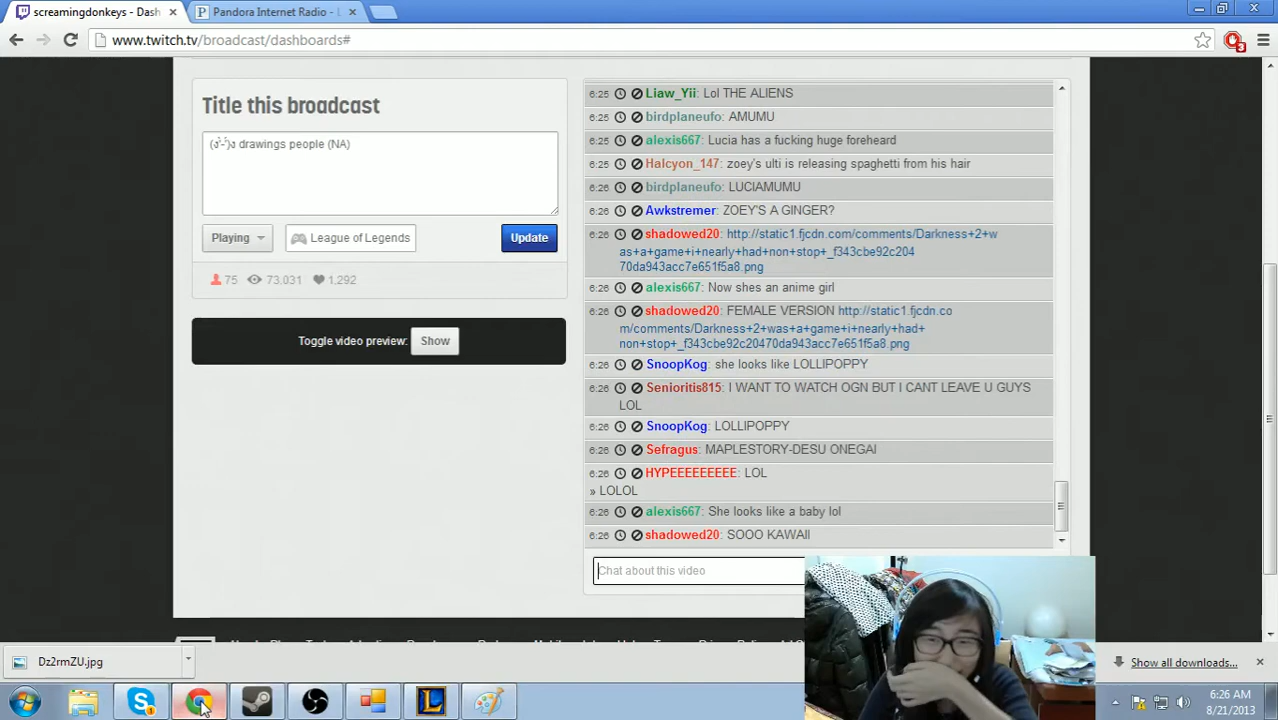 screamingdonkeys - Dash
Pandora Internet Radio - L
www.twitch.tv/broadcast/dashboards#
3
Title this broadcast
(ง'̀-'́)ง drawings people (NA)
Playing
League of Legends
Update
75
73,031
1,292
Toggle video preview:
Show
6:25 Liaw_Yii: Lol THE ALIENS
6:25 birdplaneufo: AMUMU
6:25 alexis667: Lucia has a fucking huge foreheard
6:25 Halcyon_147: zoey's ulti is releasing spaghetti from his hair
6:26 birdplaneufo: LUCIAMUMU
6:26 Awkstremer: ZOEY'S A GINGER?
6:26 shadowed20: http://static1.fjcdn.com/comments/Darkness+2+w
as+a+game+i+nearly+had+non+stop+_f343cbe92c204
70da943acc7e651f5a8.png
6:26 alexis667: Now shes an anime girl
6:26 shadowed20: FEMALE VERSION http://static1.fjcdn.co
m/comments/Darkness+2+was+a+game+i+nearly+had+
non+stop+_f343cbe92c20470da943acc7e651f5a8.png
6:26 SnoopKog: she looks like LOLLIPOPPY
6:26 Senioritis815: I WANT TO WATCH OGN BUT I CANT LEAVE U GUYS
LOL
6:26 SnoopKog: LOLLIPOPPY
6:26 Sefragus: MAPLESTORY-DESU ONEGAI
6:26 HYPEEEEEEEEE: LOL
» LOLOL
6:26 alexis667: She looks like a baby lol
6:26 shadowed20: SOOO KAWAII
Chat about this video
Dz2rmZU.jpg
Show all downloads...
6:26 AM
8/21/2013